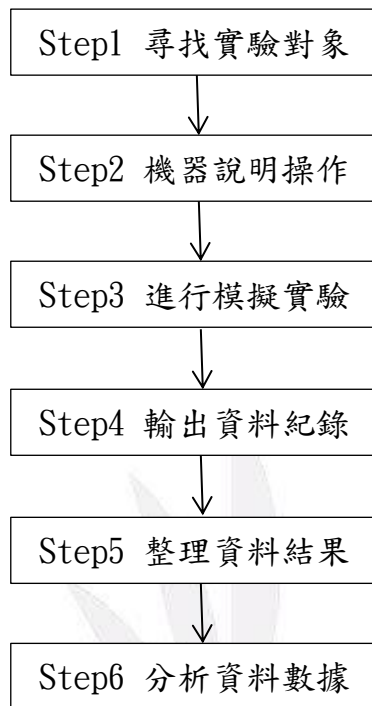 Step1 尋找實驗對象
Step2 機器說明操作
Step3 進行模擬實驗
Step4 輸出資料紀錄
Step5 整理資料結果
Step6 分析資料數據